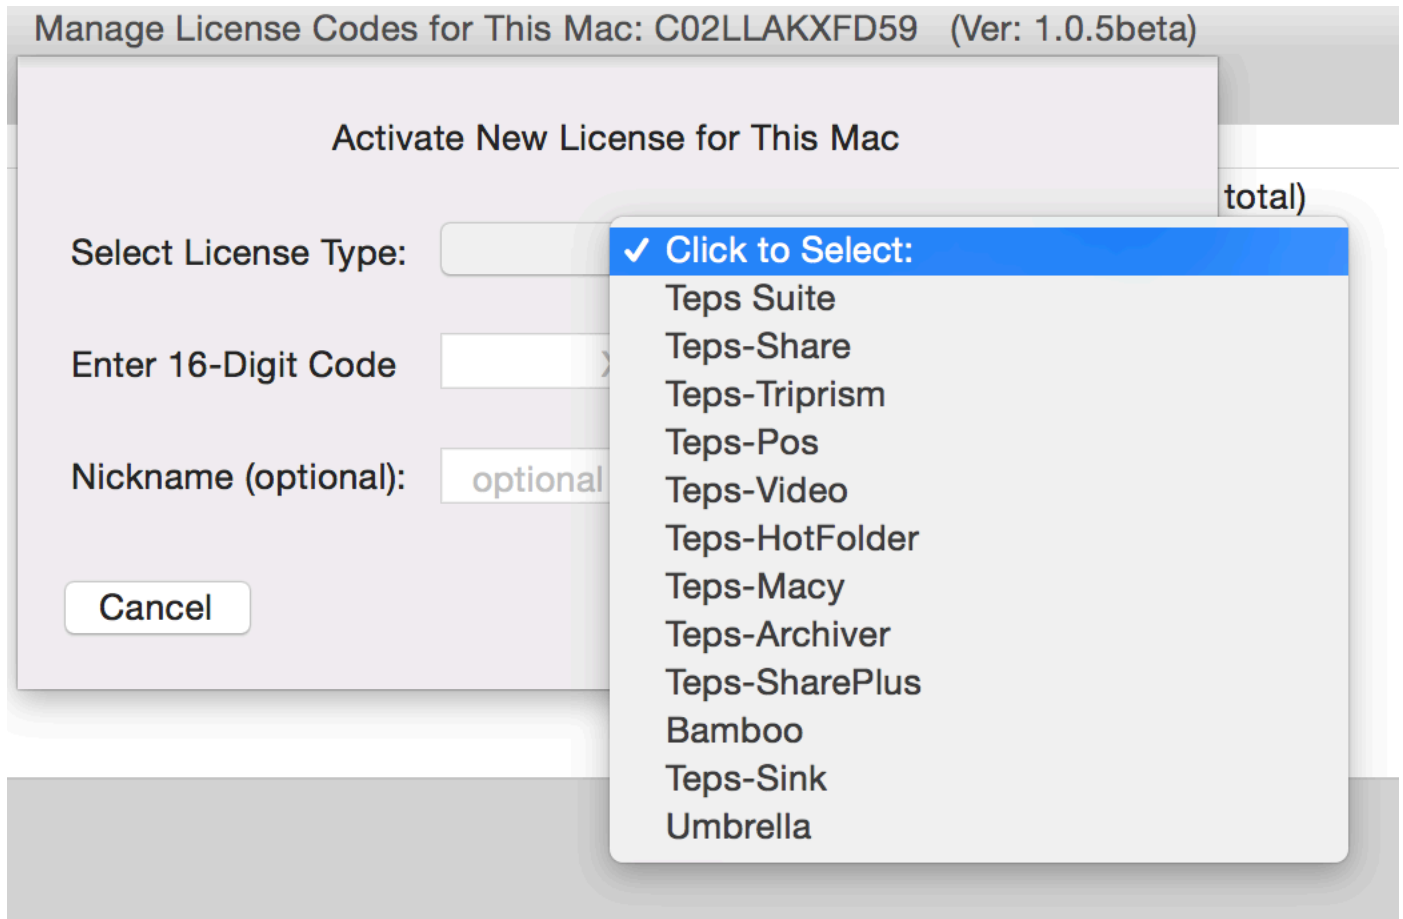 Manage License Codes for This Mac: C02LLAKXFD59 (Ver: 1.0.5beta)
Activate New License for This Mac
total)
Select License Type:
✓ Click to Select:
Teps Suite
Teps-Share
Enter 16-Digit Code
Teps-Triprism
Teps-Pos
Nickname (optional):
optional
Teps-Video
Teps-HotFolder
Teps-Macy
Cancel
Teps-Archiver
Teps-SharePlus
Bamboo
Teps-Sink
Umbrella